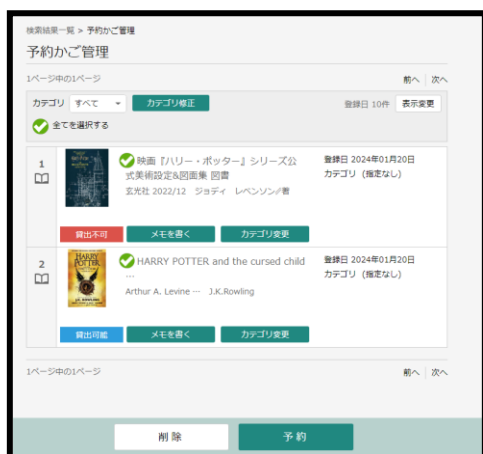 検索結果一覧 > 予約かご管理
予約かご管理
1ページ中の1ページ
前へ 次へ
カテゴリ すべて カテゴリ修正
登録日 10件 表示変更
全てを選択する
1
映画『ハリー・ポッター』シリーズ公
式美術設定&図面集 図書
玄光社 2022/12 ジョディ レベンソン∥著
登録日 2024年01月20日
カテゴリ (指定なし)
貸出不可 メモを書く カテゴリ変更
2
HARRY POTTER
HARRY POTTER and the cursed child
...
Arthur A. Levine … J.K.Rowling
登録日 2024年01月20日
カテゴリ (指定なし)
貸出可能 メモを書く カテゴリ変更
1ページ中の1ページ
前へ 次へ
削除 予約